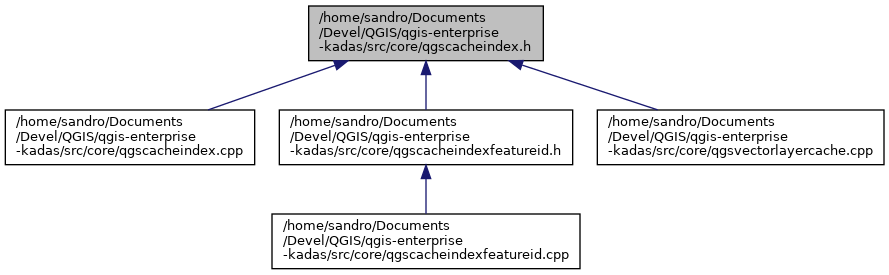 /home/sandro/Documents
/Devel/QGIS/qgis-enterprise
-kadas/src/core/qgscacheindex.h
/home/sandro/Documents
/Devel/QGIS/qgis-enterprise
-kadas/src/core/qgscacheindex.cpp
/home/sandro/Documents
/Devel/QGIS/qgis-enterprise
-kadas/src/core/qgscacheindexfeatureid.h
/home/sandro/Documents
/Devel/QGIS/qgis-enterprise
-kadas/src/core/qgsvectorlayercache.cpp
/home/sandro/Documents
/Devel/QGIS/qgis-enterprise
-kadas/src/core/qgscacheindexfeatureid.cpp